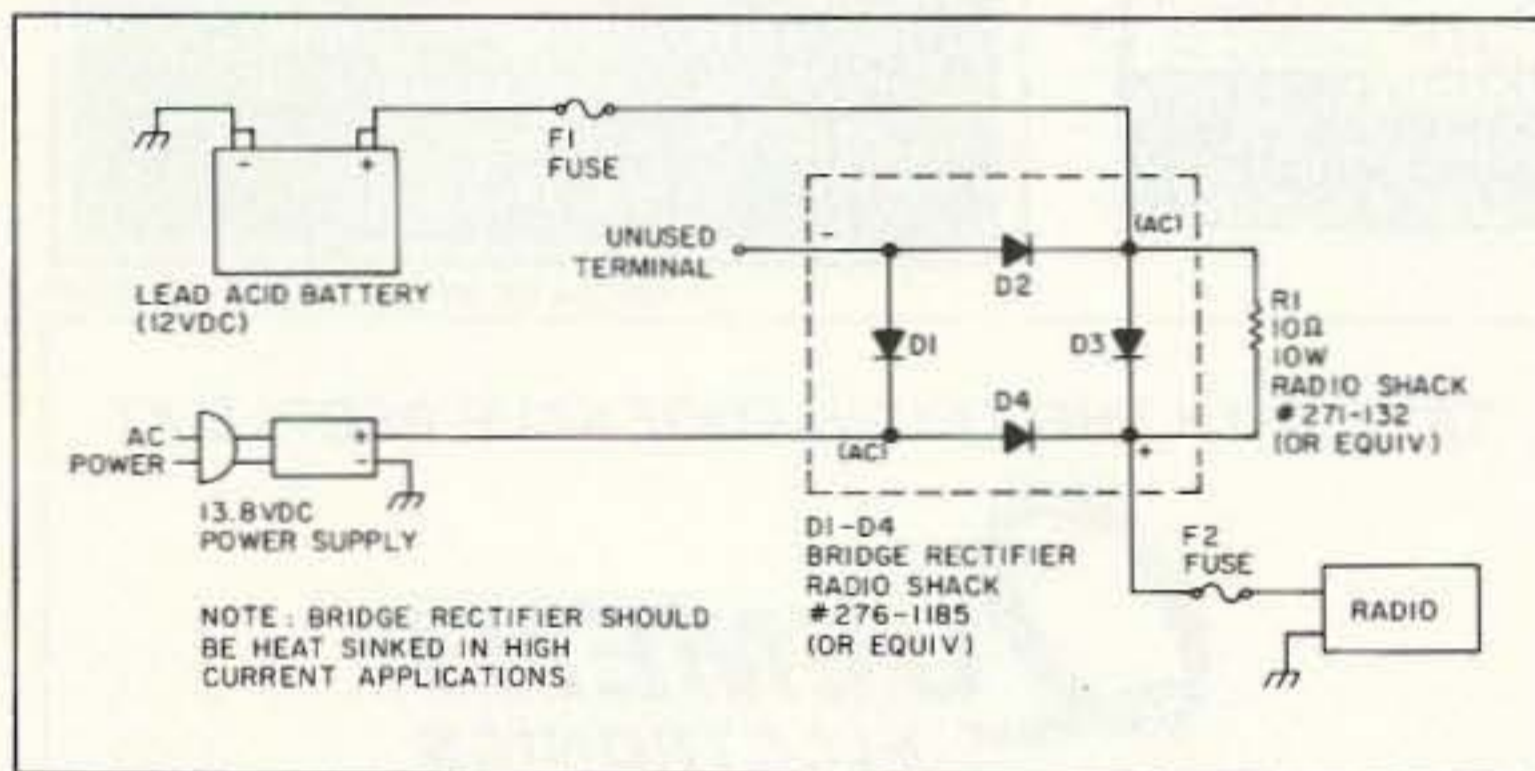 F1
FUSE
-
+
LEAD ACID BATTERY
(12VDC)
UNUSED
TERMINAL
-
(AC)
D2
D1
D3
R1
10Ω
10W
RADIO SHACK
#271-132
(OR EQUIV)
D4
AC
POWER
+
-
(AC)
+
13.8VDC
POWER SUPPLY
D1-D4
BRIDGE RECTIFIER
RADIO SHACK
#276-1185
(OR EQUIV)
F2
FUSE
RADIO
NOTE: BRIDGE RECTIFIER SHOULD
BE HEAT SINKED IN HIGH
CURRENT APPLICATIONS.